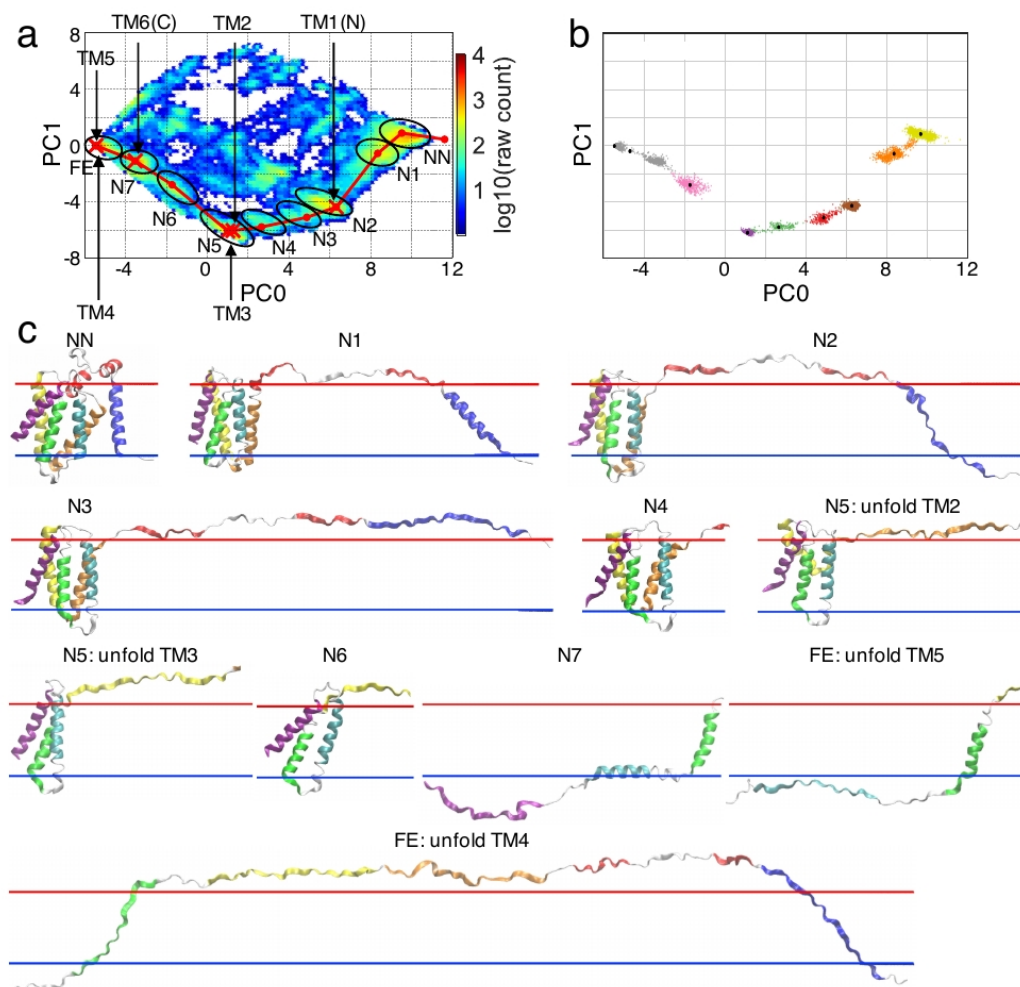 TM6(C) TM2 TM1(N)
a
b
TM5
8
4
0
-4
-8
PC1
FE
N7
N6
N5
N4
N3
N2
N1
NN
-4 0 4 8 12
PC0
TM4
TM3
4
3
2
1
log10(raw count)
PC1
-4 0 4 8 12
PC0
c
NN N1 N2
N3 N4 N5: unfold TM2
N5: unfold TM3 N6 N7 FE: unfold TM5
FE: unfold TM4